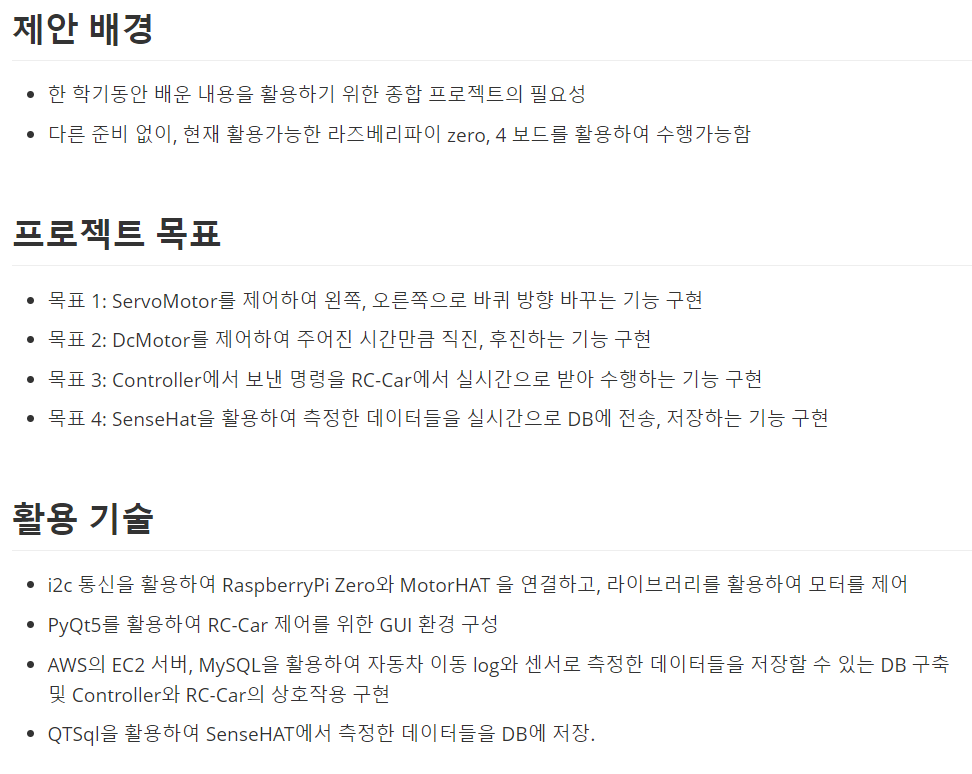 제안 배경
한 학기동안 배운 내용을 활용하기 위한 종합 프로젝트의 필요성
다른 준비 없이, 현재 활용가능한 라즈베리파이 zero, 4 보드를 활용하여 수행가능함
프로젝트 목표
목표 1: ServoMotor를 제어하여 왼쪽, 오른쪽으로 바퀴 방향 바꾸는 기능 구현
목표 2: DcMotor를 제어하여 주어진 시간만큼 직진, 후진하는 기능 구현
목표 3: Controller에서 보낸 명령을 RC-Car에서 실시간으로 받아 수행하는 기능 구현
목표 4: SenseHat을 활용하여 측정한 데이터들을 실시간으로 DB에 전송, 저장하는 기능 구현
활용 기술
i2c 통신을 활용하여 RaspberryPi Zero와 MotorHAT 을 연결하고, 라이브러리를 활용하여 모터를 제어
PyQt5를 활용하여 RC-Car 제어를 위한 GUI 환경 구성
AWS의 EC2 서버, MySQL을 활용하여 자동차 이동 log와 센서로 측정한 데이터들을 저장할 수 있는 DB 구축
및 Controller와 RC-Car의 상호작용 구현
QTSql을 활용하여 SenseHAT에서 측정한 데이터들을 DB에 저장.